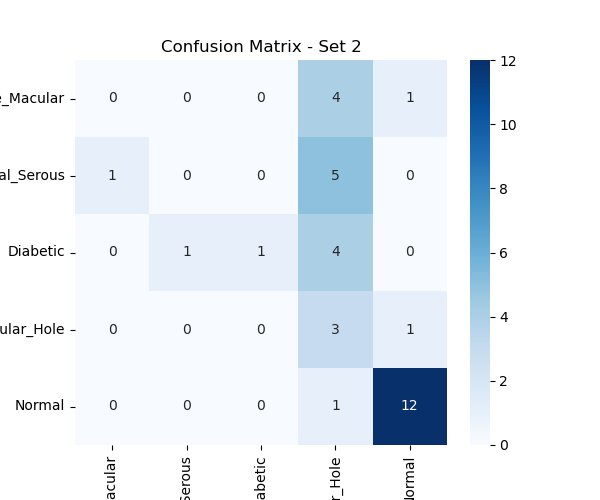 Confusion Matrix - Set 2
e_Macular 0 0 0 4 1
al_Serous 1 0 0 5 0
Diabetic 0 1 1 4 0
ular_Hole 0 0 0 3 1
Normal 0 0 0 1 12
acular Serous abetic r_Hole ormal
12
10
8
6
4
2
0